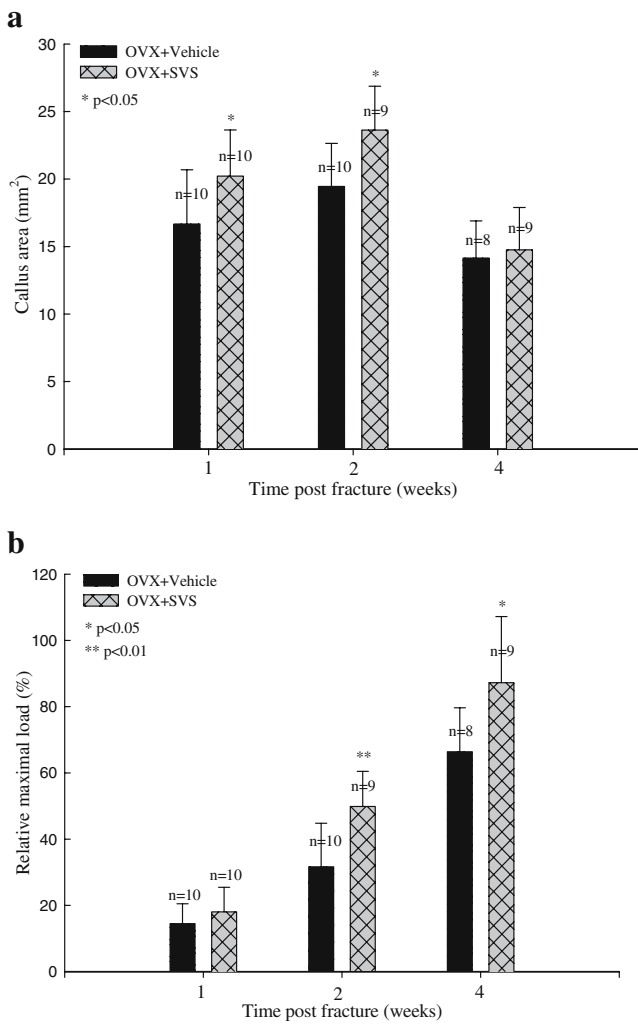 a
30
25
20
15
10
5
0
Callus area (mm²)
OVX+Vehicle
OVX+SVS
* p<0.05
n=10
*
n=10
n=10
*
n=9
n=8
n=9
1 2 4
Time post fracture (weeks)
b
120
100
80
60
40
20
0
Relative maximal load (%)
OVX+Vehicle
OVX+SVS
* p<0.05
** p<0.01
n=10
n=10
n=10
**
n=9
n=8
*
n=9
1 2 4
Time post fracture (weeks)